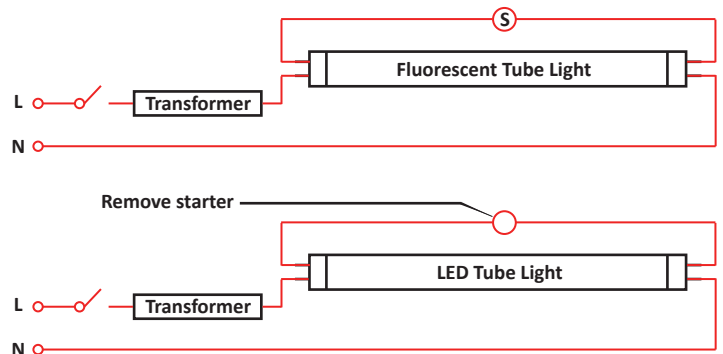 S
Fluorescent Tube Light
L
Transformer
N
Remove starter
LED Tube Light
L
Transformer
N